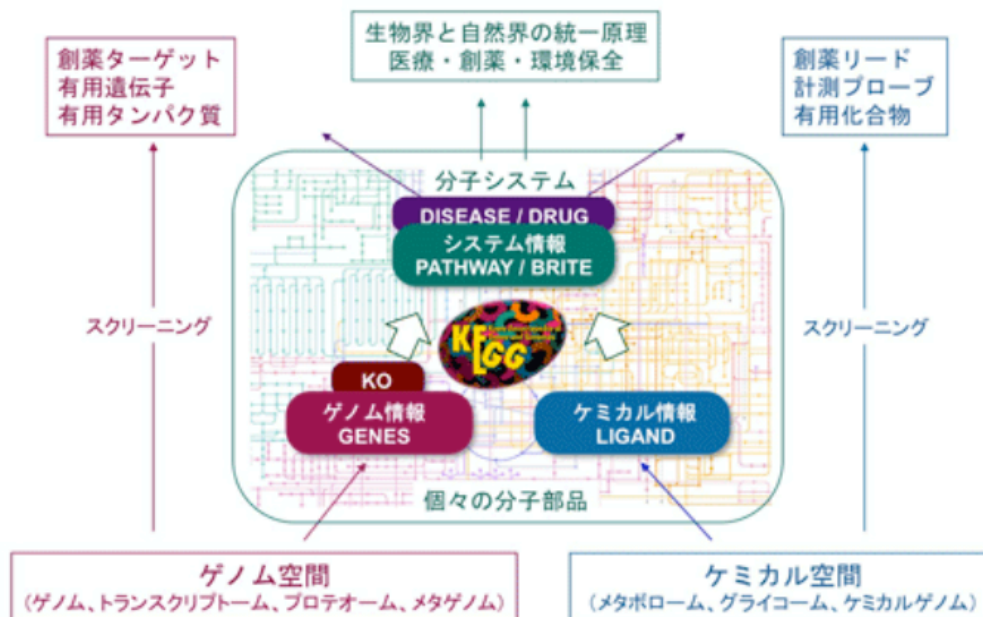 生物界と自然界の統一原理
医療・創薬・環境保全
創薬ターゲット
有用遺伝子
有用タンパク質
創薬リード
計測プローブ
有用化合物
分子システム
DISEASE / DRUG
システム情報
PATHWAY / BRITE
スクリーニング
スクリーニング
KEGG
KO
ゲノム情報
GENES
ケミカル情報
LIGAND
個々の分子部品
ゲノム空間
(ゲノム、トランスクリプトーム、プロテオーム、メタゲノム)
ケミカル空間
(メタボローム、グライコーム、ケミカルゲノム)